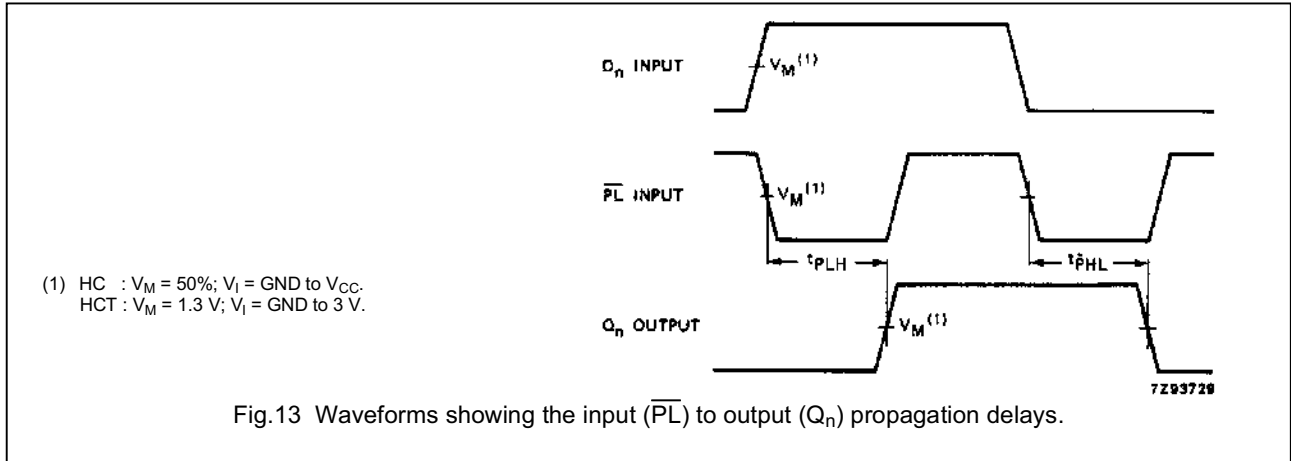 Dn INPUT
VM(1)
PL INPUT
VM(1)
tPLH
tPHL
(1) HC : VM = 50%; VI = GND to VCC.
HCT : VM = 1.3 V; VI = GND to 3 V.
Qn OUTPUT
VM(1)
7Z93729
Fig.13 Waveforms showing the input (PL) to output (Qn) propagation delays.